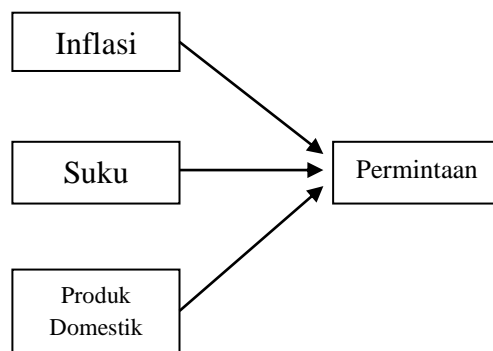 Inflasi
Suku
Permintaan
Produk
Domestik